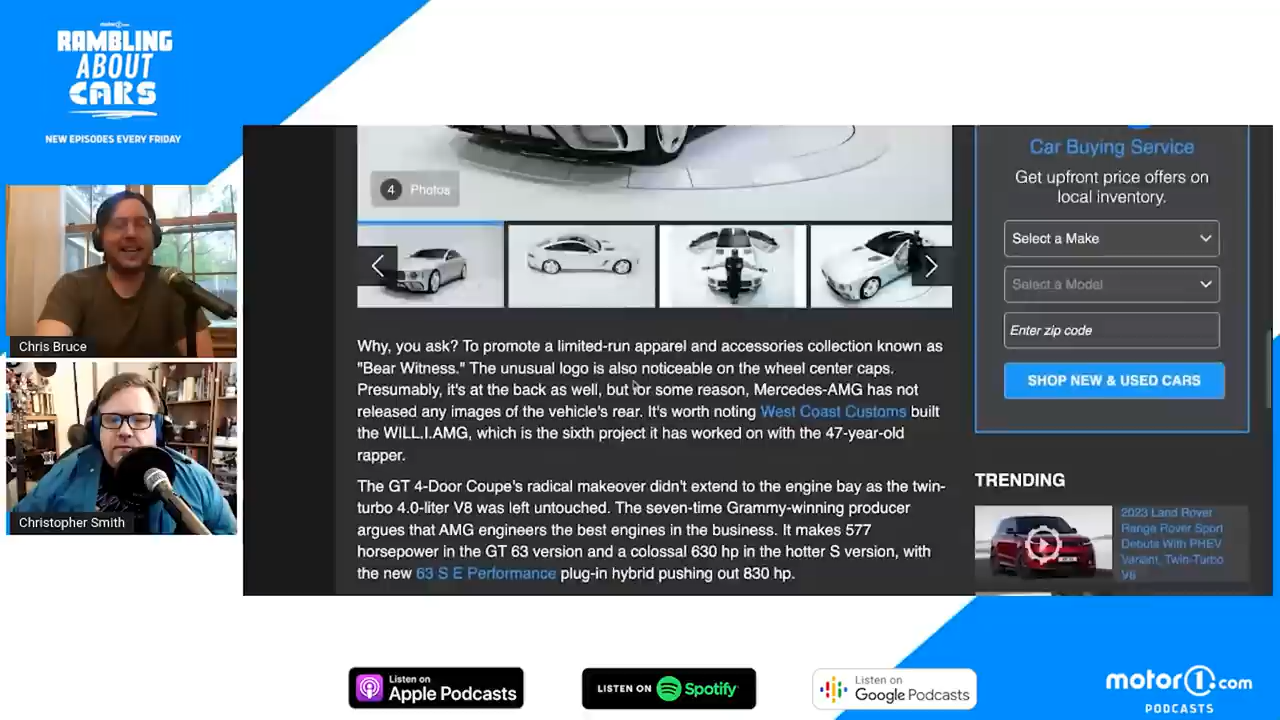 motor1.com
RAMBLING
ABOUT
CARS
NEW EPISODES EVERY FRIDAY
Chris Bruce
Christopher Smith
4 Photos
Why, you ask? To promote a limited-run apparel and accessories collection known as
"Bear Witness." The unusual logo is also noticeable on the wheel center caps.
Presumably, it's at the back as well, but for some reason, Mercedes-AMG has not
released any images of the vehicle's rear. It's worth noting West Coast Customs built
the WILL.I.AMG, which is the sixth project it has worked on with the 47-year-old
rapper.
The GT 4-Door Coupe's radical makeover didn't extend to the engine bay as the twin-
turbo 4.0-liter V8 was left untouched. The seven-time Grammy-winning producer
argues that AMG engineers the best engines in the business. It makes 577
horsepower in the GT 63 version and a colossal 630 hp in the hotter S version, with
the new 63 S E Performance plug-in hybrid pushing out 830 hp.
Car Buying Service
Get upfront price offers on
local inventory.
Select a Make
Select a Model
Enter zip code
SHOP NEW & USED CARS
TRENDING
2023 Land Rover
Range Rover Sport
Debuts With PHEV
Variant, Twin-Turbo
V8
Listen on
Apple Podcasts
LISTEN ON Spotify
Listen on
Google Podcasts
motor1.com
PODCASTS